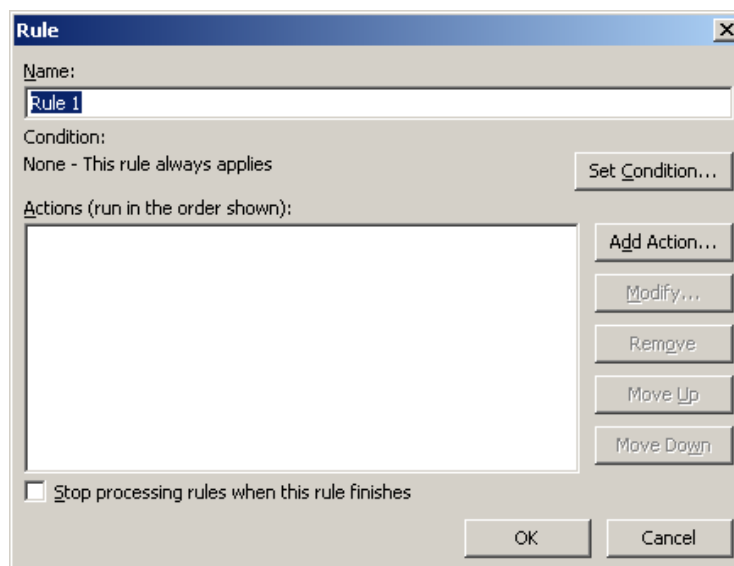 Rule
Name:
Rule 1
Condition:
None - This rule always applies
Set Condition...
Actions (run in the order shown):
Add Action...
Modify...
Remove
Move Up
Move Down
Stop processing rules when this rule finishes
OK
Cancel